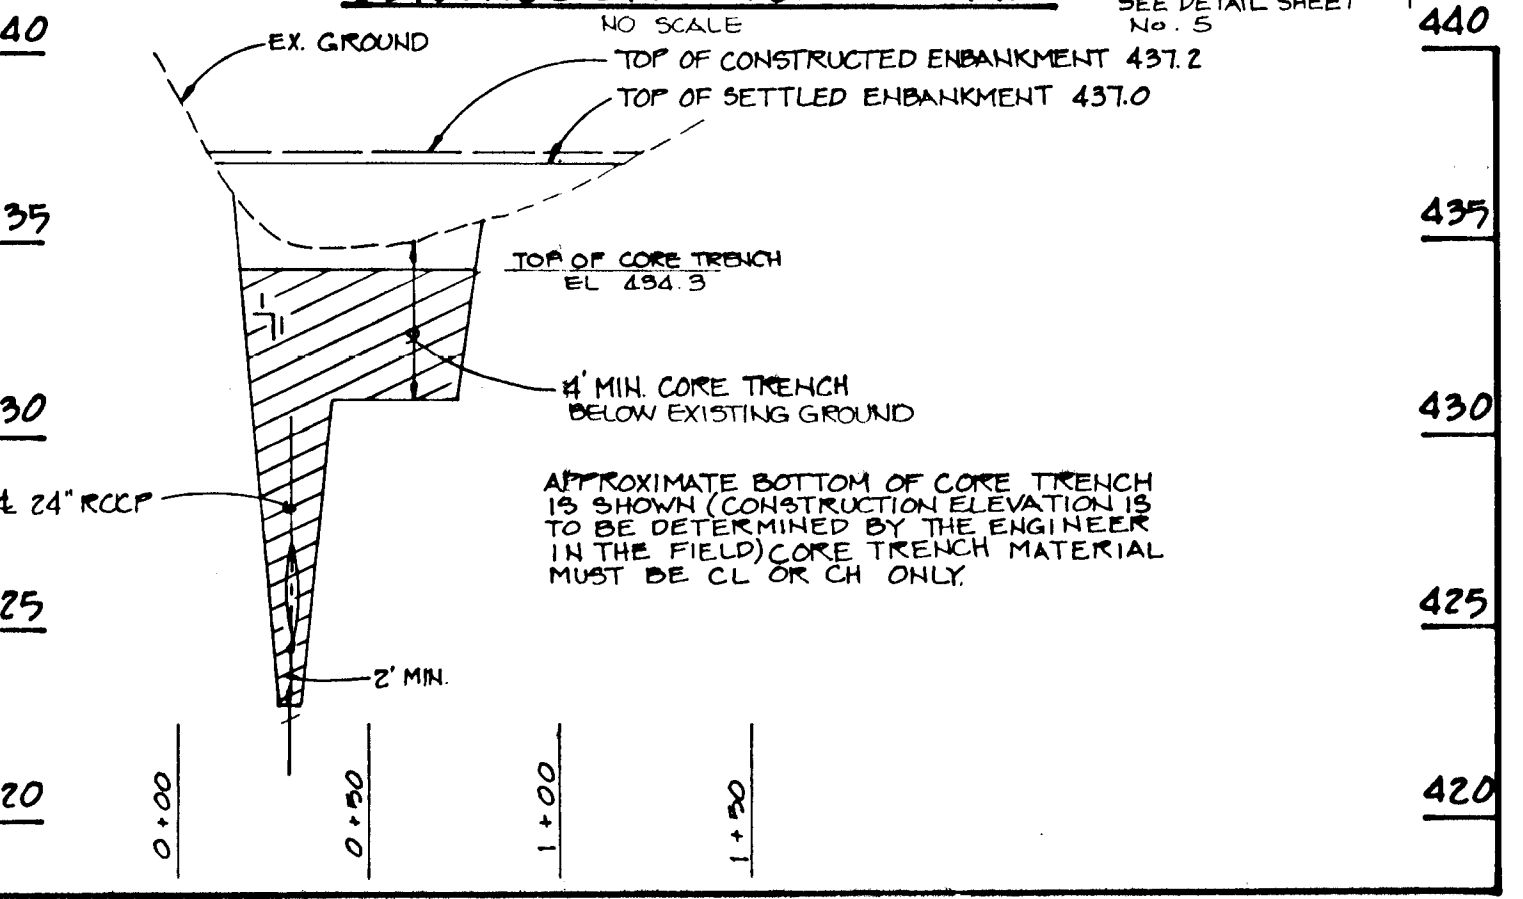 SEE DETAIL SHEET
No. 5
NO SCALE
40
440
EX. GROUND
TOP OF CONSTRUCTED ENBANKMENT 437.2
TOP OF SETTLED ENBANKMENT 437.0
35
435
TOP OF CORE TRENCH
EL 434.3
4' MIN. CORE TRENCH
BELOW EXISTING GROUND
30
430
APPROXIMATE BOTTOM OF CORE TRENCH
IS SHOWN (CONSTRUCTION ELEVATION IS
TO BE DETERMINED BY THE ENGINEER
IN THE FIELD) CORE TRENCH MATERIAL
MUST BE CL OR CH ONLY.
℄ 24" RCCP
25
425
2' MIN.
20
420
0+00
0+50
1+00
1+50